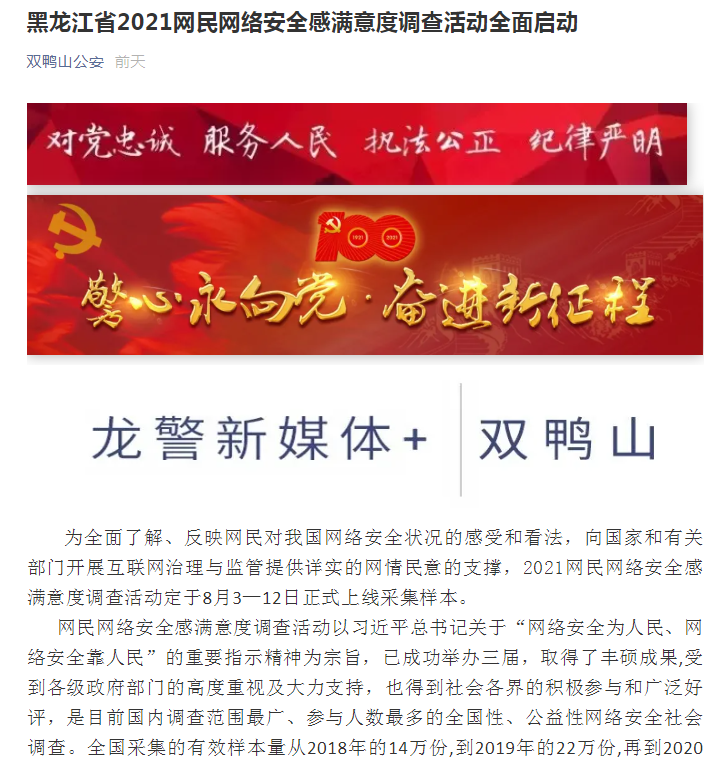 黑龙江省2021网民网络安全感满意度调查活动全面启动
双鸭山公安 前天
对党忠诚 服务人民 执法公正 纪律严明
100
1921 2021
警心永向党·奋进新征程
龙警新媒体+ 双鸭山
为全面了解、反映网民对我国网络安全状况的感受和看法，向国家和有关
部门开展互联网治理与监管提供详实的网情民意的支撑，2021网民网络安全感
满意度调查活动定于8月3—12日正式上线采集样本。
网民网络安全感满意度调查活动以习近平总书记关于“网络安全为人民、网
络安全靠人民”的重要指示精神为宗旨，已成功举办三届，取得了丰硕成果,受
到各级政府部门的高度重视及大力支持，也得到社会各界的积极参与和广泛好
评，是目前国内调查范围最广、参与人数最多的全国性、公益性网络安全社会
调查。全国采集的有效样本量从2018年的14万份,到2019年的22万份,再到2020